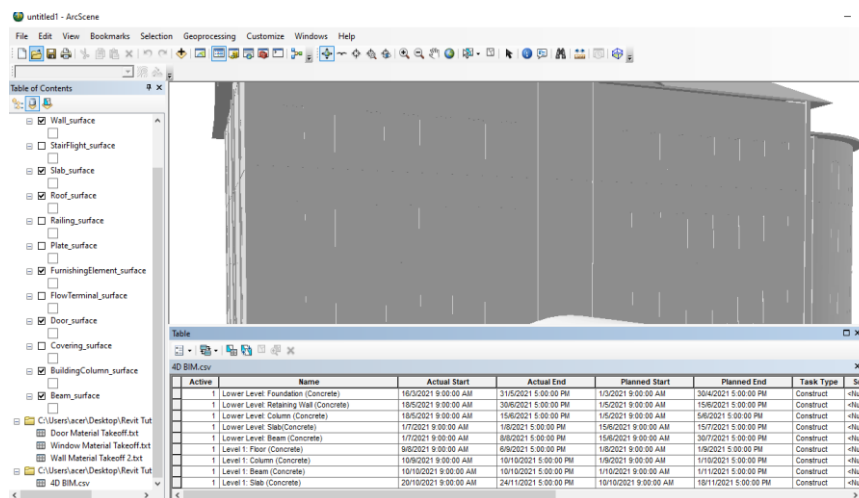 untitled1 - ArcScene
File Edit View Bookmarks Selection Geoprocessing Customize Windows Help
Table of Contents
Wall_surface
StairFlight_surface
Slab_surface
Roof_surface
Railing_surface
Plate_surface
FurnishingElement_surface
FlowTerminal_surface
Door_surface
Covering_surface
BuildingColumn_surface
Beam_surface
C:\Users\acer\Desktop\Revit Tut
Door Material Takeoff.txt
Window Material Takeoff.txt
Wall Material Takeoff 2.txt
C:\Users\acer\Desktop\Revit Tut
4D BIM.csv
Table
4D BIM.csv
Active Name Actual Start Actual End Planned Start Planned End Task Type
1 Lower Level: Foundation (Concrete) 16/3/2021 9:00:00 AM 31/5/2021 5:00:00 PM 1/3/2021 9:00:00 AM 30/4/2021 5:00:00 PM Construct <Nu
1 Lower Level: Retaining Wall (Concrete) 18/5/2021 9:00:00 AM 30/6/2021 5:00:00 PM 1/5/2021 9:00:00 AM 15/6/2021 5:00:00 PM Construct <Nu
1 Lower Level: Column (Concrete) 18/5/2021 9:00:00 AM 15/6/2021 5:00:00 PM 1/5/2021 9:00:00 AM 5/6/2021 5:00:00 PM Construct <Nu
1 Lower Level: Slab(Concrete) 1/7/2021 9:00:00 AM 1/8/2021 5:00:00 PM 15/6/2021 9:00:00 AM 15/7/2021 5:00:00 PM Construct <Nu
1 Lower Level: Beam (Concrete) 1/7/2021 9:00:00 AM 8/8/2021 5:00:00 PM 15/6/2021 9:00:00 AM 30/7/2021 5:00:00 PM Construct <Nu
1 Level 1: Floor (Concrete) 9/8/2021 9:00:00 AM 6/9/2021 5:00:00 PM 1/8/2021 9:00:00 AM 1/9/2021 5:00:00 PM Construct <Nu
1 Level 1: Column (Concrete) 10/9/2021 9:00:00 AM 10/10/2021 5:00:00 PM 1/9/2021 9:00:00 AM 1/10/2021 5:00:00 PM Construct <Nu
1 Level 1: Beam (Concrete) 10/10/2021 9:00:00 AM 10/10/2021 5:00:00 PM 1/10/2021 9:00:00 AM 1/11/2021 5:00:00 PM Construct <Nu
1 Level 1: Slab (Concrete) 20/10/2021 9:00:00 AM 24/11/2021 5:00:00 PM 10/10/2021 9:00:00 AM 18/11/2021 5:00:00 PM Construct <Nu